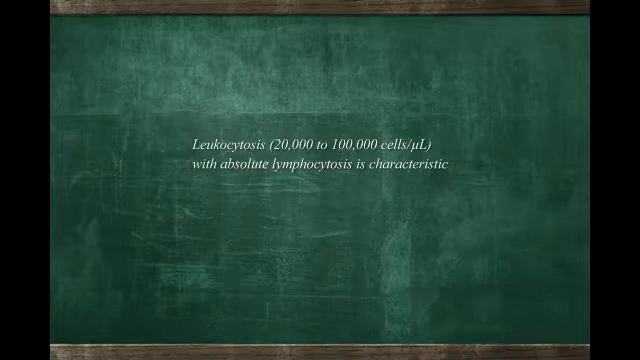 Leukocytosis (20,000 to 100,000 cells/µL)
with absolute lymphocytosis is characteristic